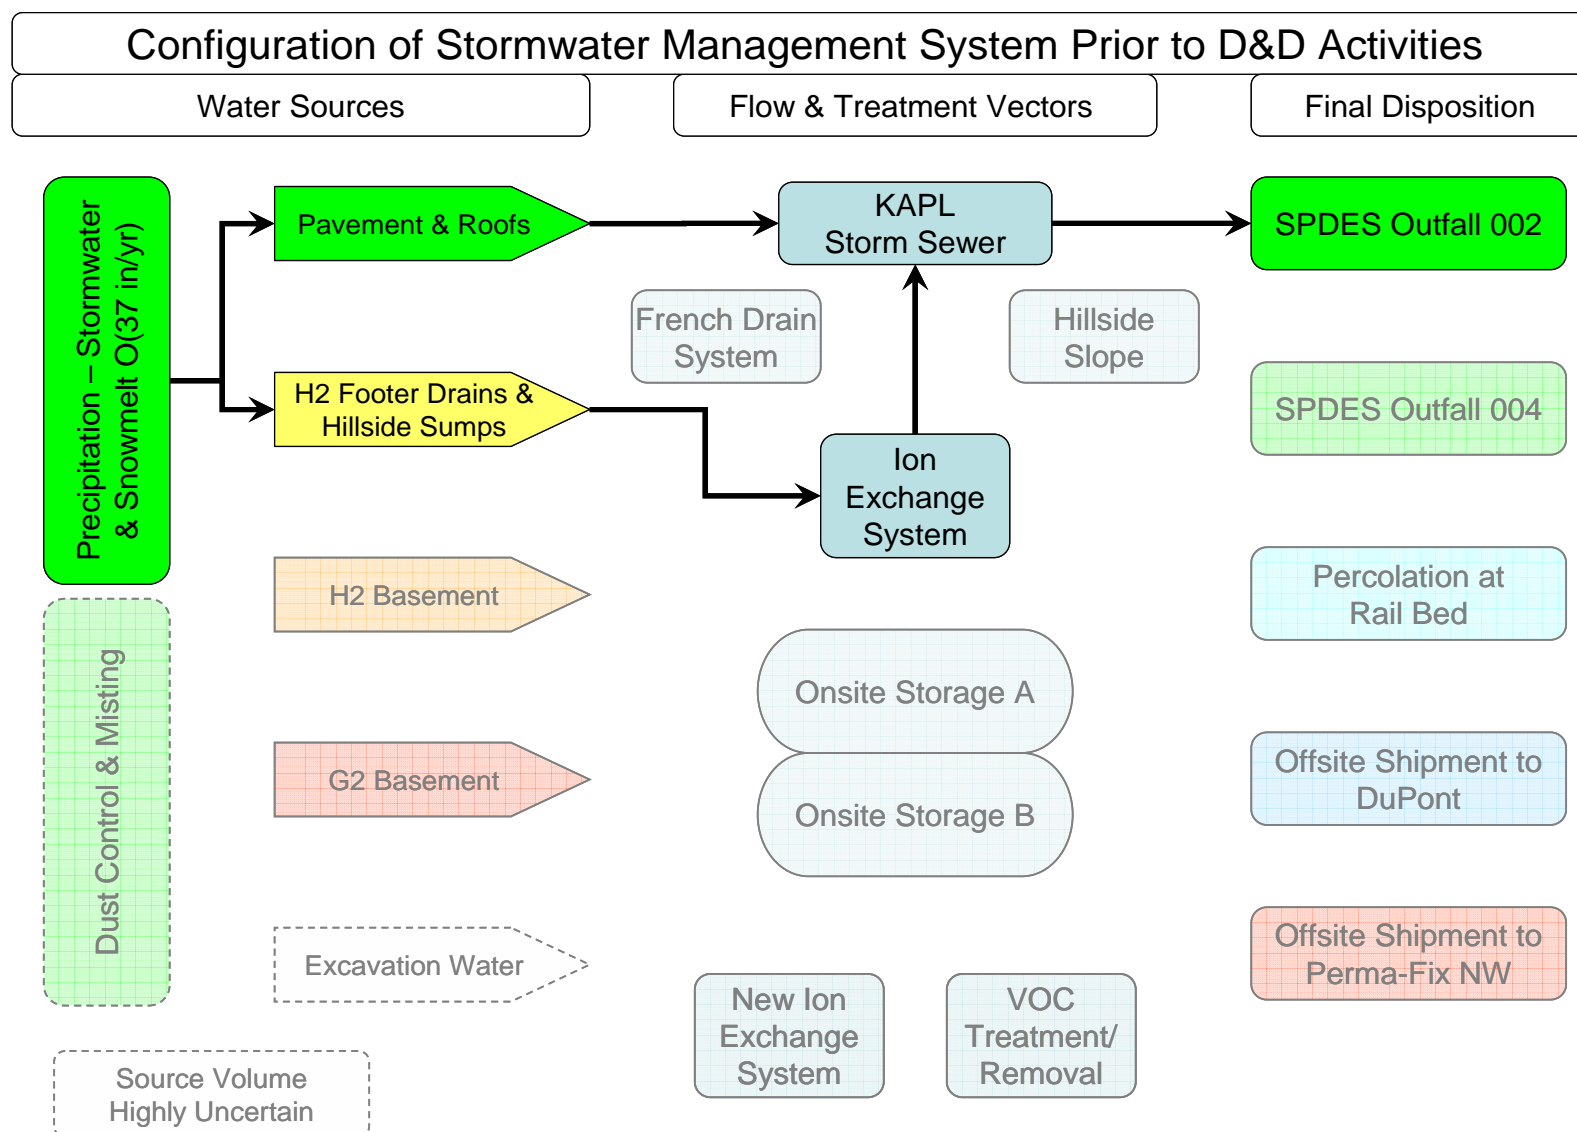 Configuration of Stormwater Management System Prior to D&D Activities
Water Sources
Flow & Treatment Vectors
Final Disposition
Precipitation – Stormwater
& Snowmelt O(37 in/yr)
Pavement & Roofs
KAPL
Storm Sewer
SPDES Outfall 002
French Drain
System
Hillside
Slope
H2 Footer Drains &
Hillside Sumps
SPDES Outfall 004
Ion
Exchange
System
H2 Basement
Percolation at
Rail Bed
Dust Control & Misting
Onsite Storage A
G2 Basement
Onsite Storage B
Offsite Shipment to
DuPont
Excavation Water
Offsite Shipment to
Perma-Fix NW
New Ion
Exchange
System
VOC
Treatment/
Removal
Source Volume
Highly Uncertain